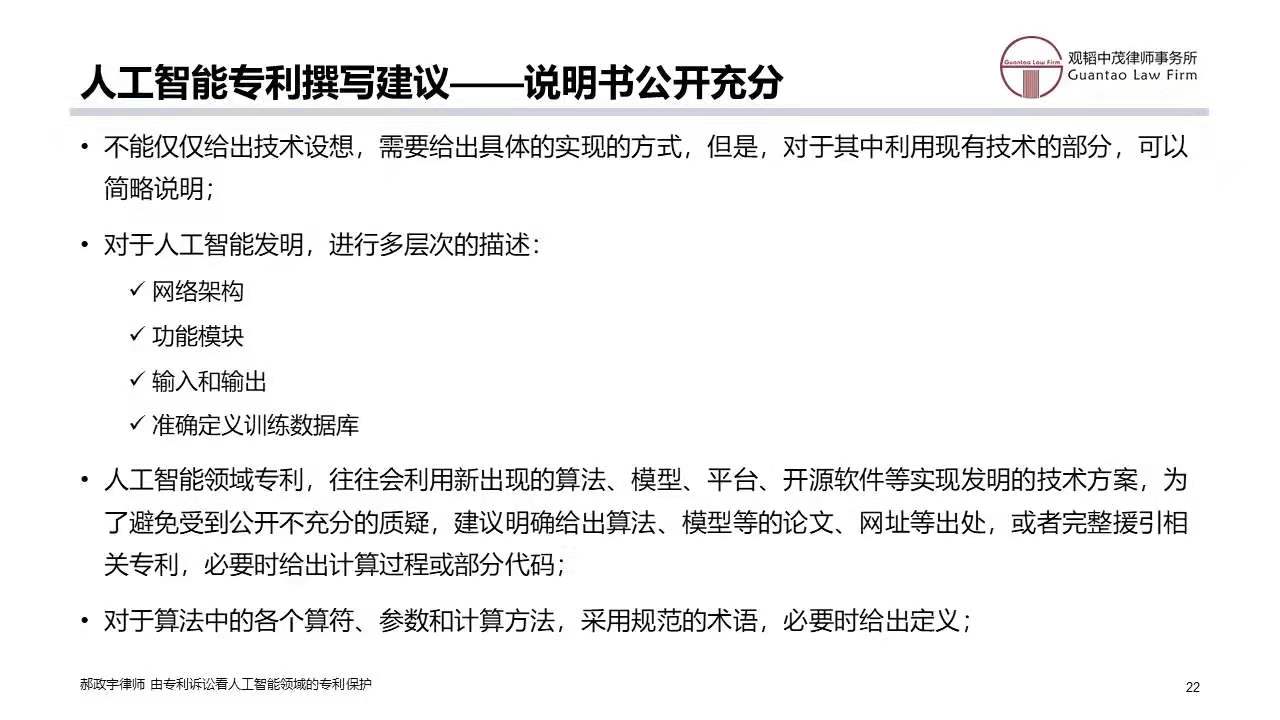 人工智能专利撰写建议——说明书公开充分
Guantao Law Firm
观韬中茂律师事务所
Guantao Law Firm
• 不能仅仅给出技术设想，需要给出具体的实现的方式，但是，对于其中利用现有技术的部分，可以
简略说明；
• 对于人工智能发明，进行多层次的描述：
✓ 网络架构
✓ 功能模块
✓ 输入和输出
✓ 准确定义训练数据库
• 人工智能领域专利，往往会利用新出现的算法、模型、平台、开源软件等实现发明的技术方案，为
了避免受到公开不充分的质疑，建议明确给出算法、模型等的论文、网址等出处，或者完整援引相
关专利，必要时给出计算过程或部分代码；
• 对于算法中的各个算符、参数和计算方法，采用规范的术语，必要时给出定义；
郝政宇律师 由专利诉讼看人工智能领域的专利保护
22